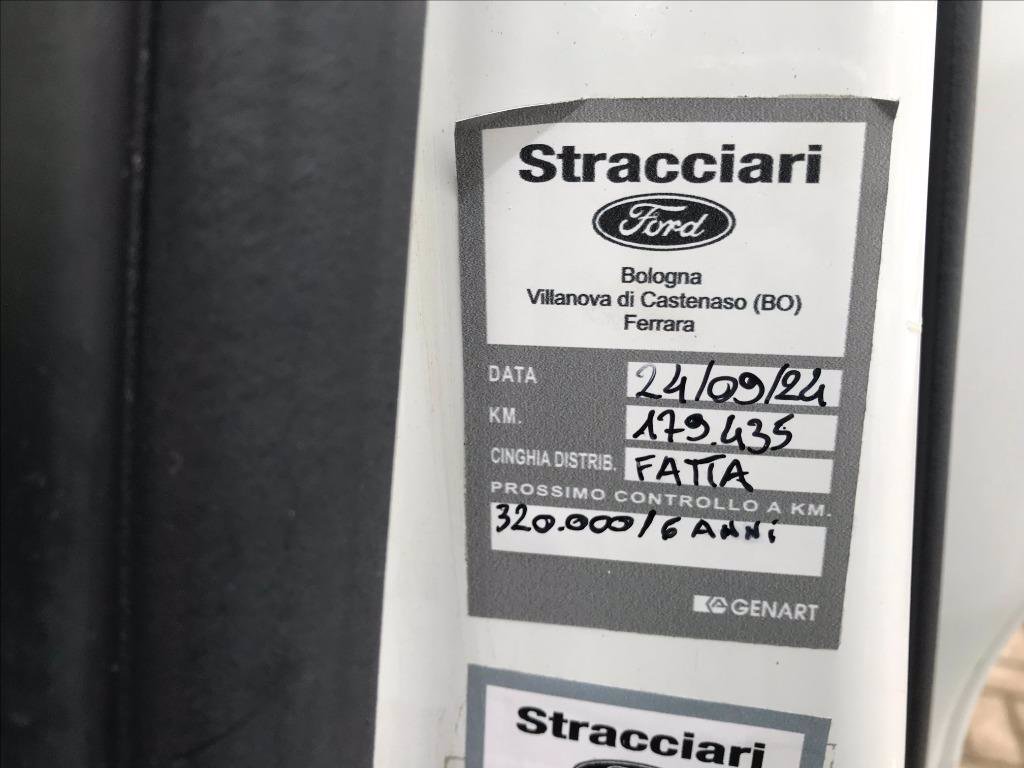 Stracciari
Ford
Bologna
Villanova di Castenaso (BO)
Ferrara
DATA 24/09/24
KM. 179.435
CINGHIA DISTRIB. FATTA
PROSSIMO CONTROLLO A KM.
320.000/6 ANNi
GENART
Stracciari